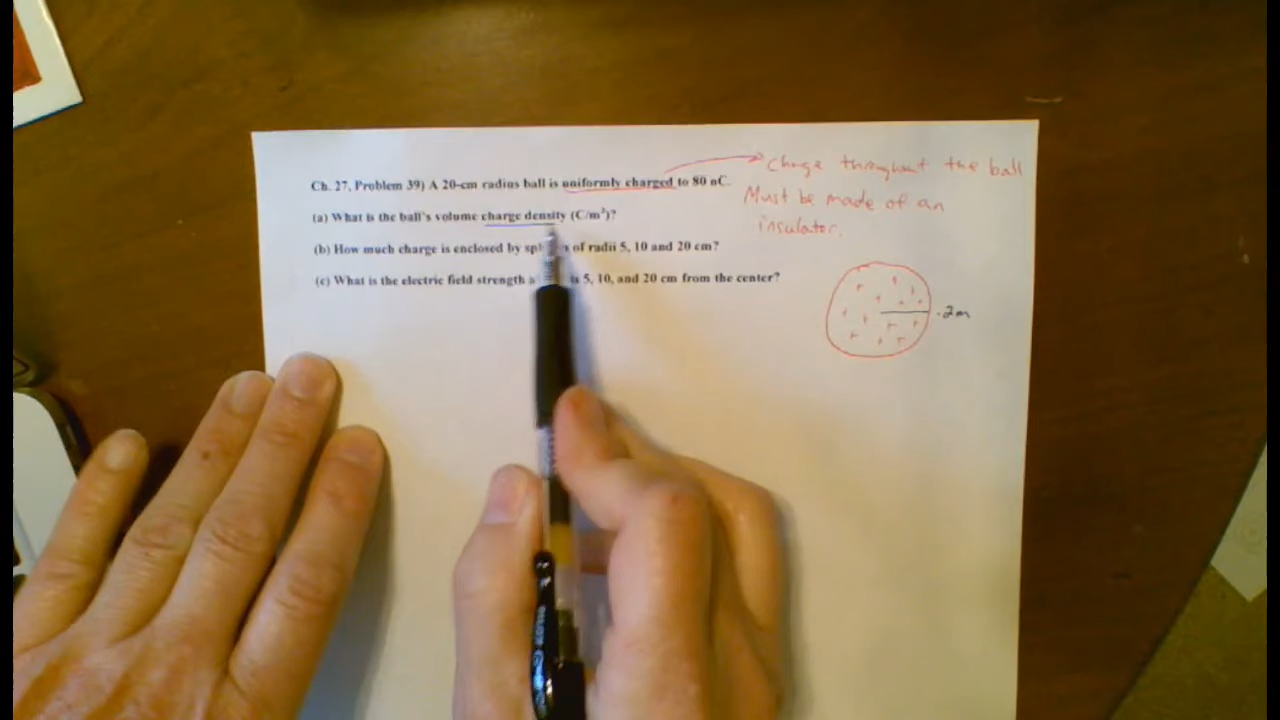 Ch. 27, Problem 39) A 20-cm radius ball is uniformly charged to 80 nC.
(a) What is the ball's volume charge density (C/m³)?
(b) How much charge is enclosed by of radii 5, 10 and 20 cm?
(c) What is the electric field strength 5, 10, and 20 cm from the center?
Charge throughout the ball
Must be made of an
insulator.
.2m